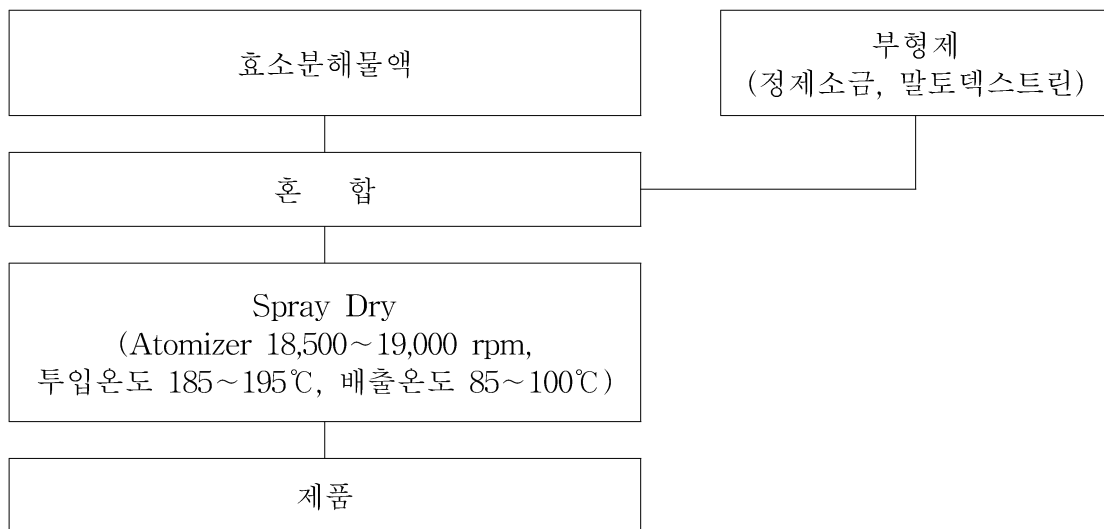 효소분해물액
부형제
(정제소금, 말토덱스트린)
혼 합
Spray Dry
(Atomizer 18,500~19,000 rpm,
투입온도 185~195℃, 배출온도 85~100℃)
제품